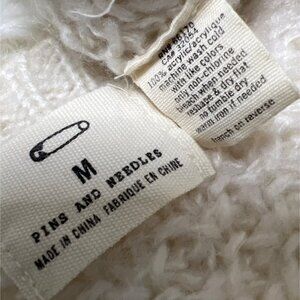 M
PINS AND NEEDLES
MADE IN CHINA FABRIQUE EN CHINE
100% acrylic/acrylique
machine wash cold
with like colors
only non-chlorine
bleach when needed
reshape & dry flat
no tumble dry
warm iron if needed
french on reverse